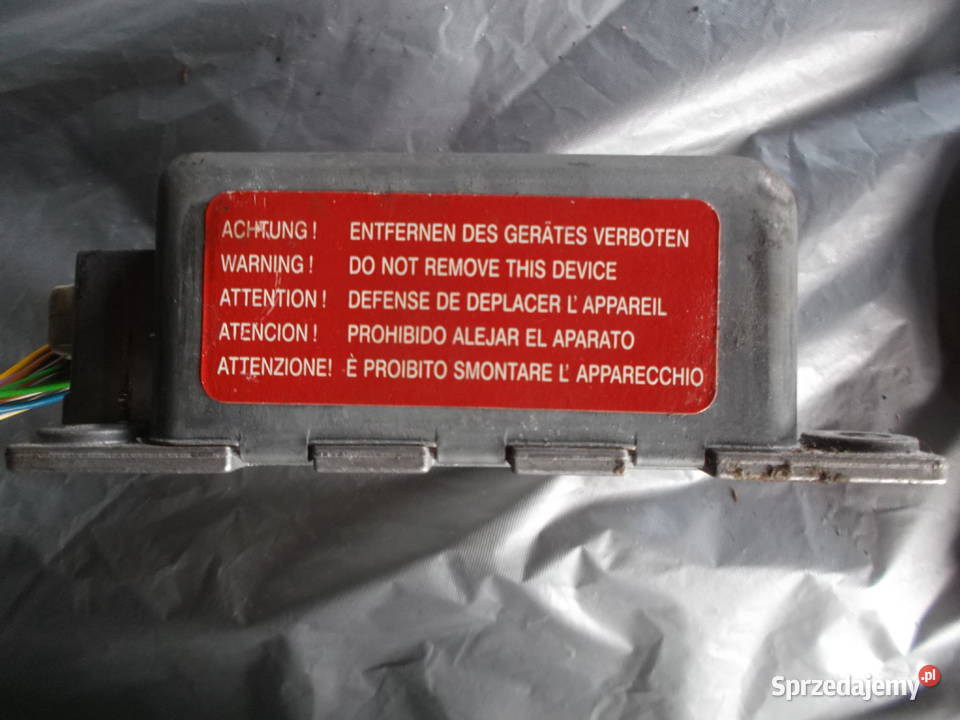 ACHTUNG! ENTFERNEN DES GERÄTES VERBOTEN
WARNING! DO NOT REMOVE THIS DEVICE
ATTENTION! DEFENSE DE DEPLACER L' APPAREIL
ATENCION! PROHIBIDO ALEJAR EL APARATO
ATTENZIONE! È PROIBITO SMONTARE L' APPARECCHIO
Sprzedajemy.pl